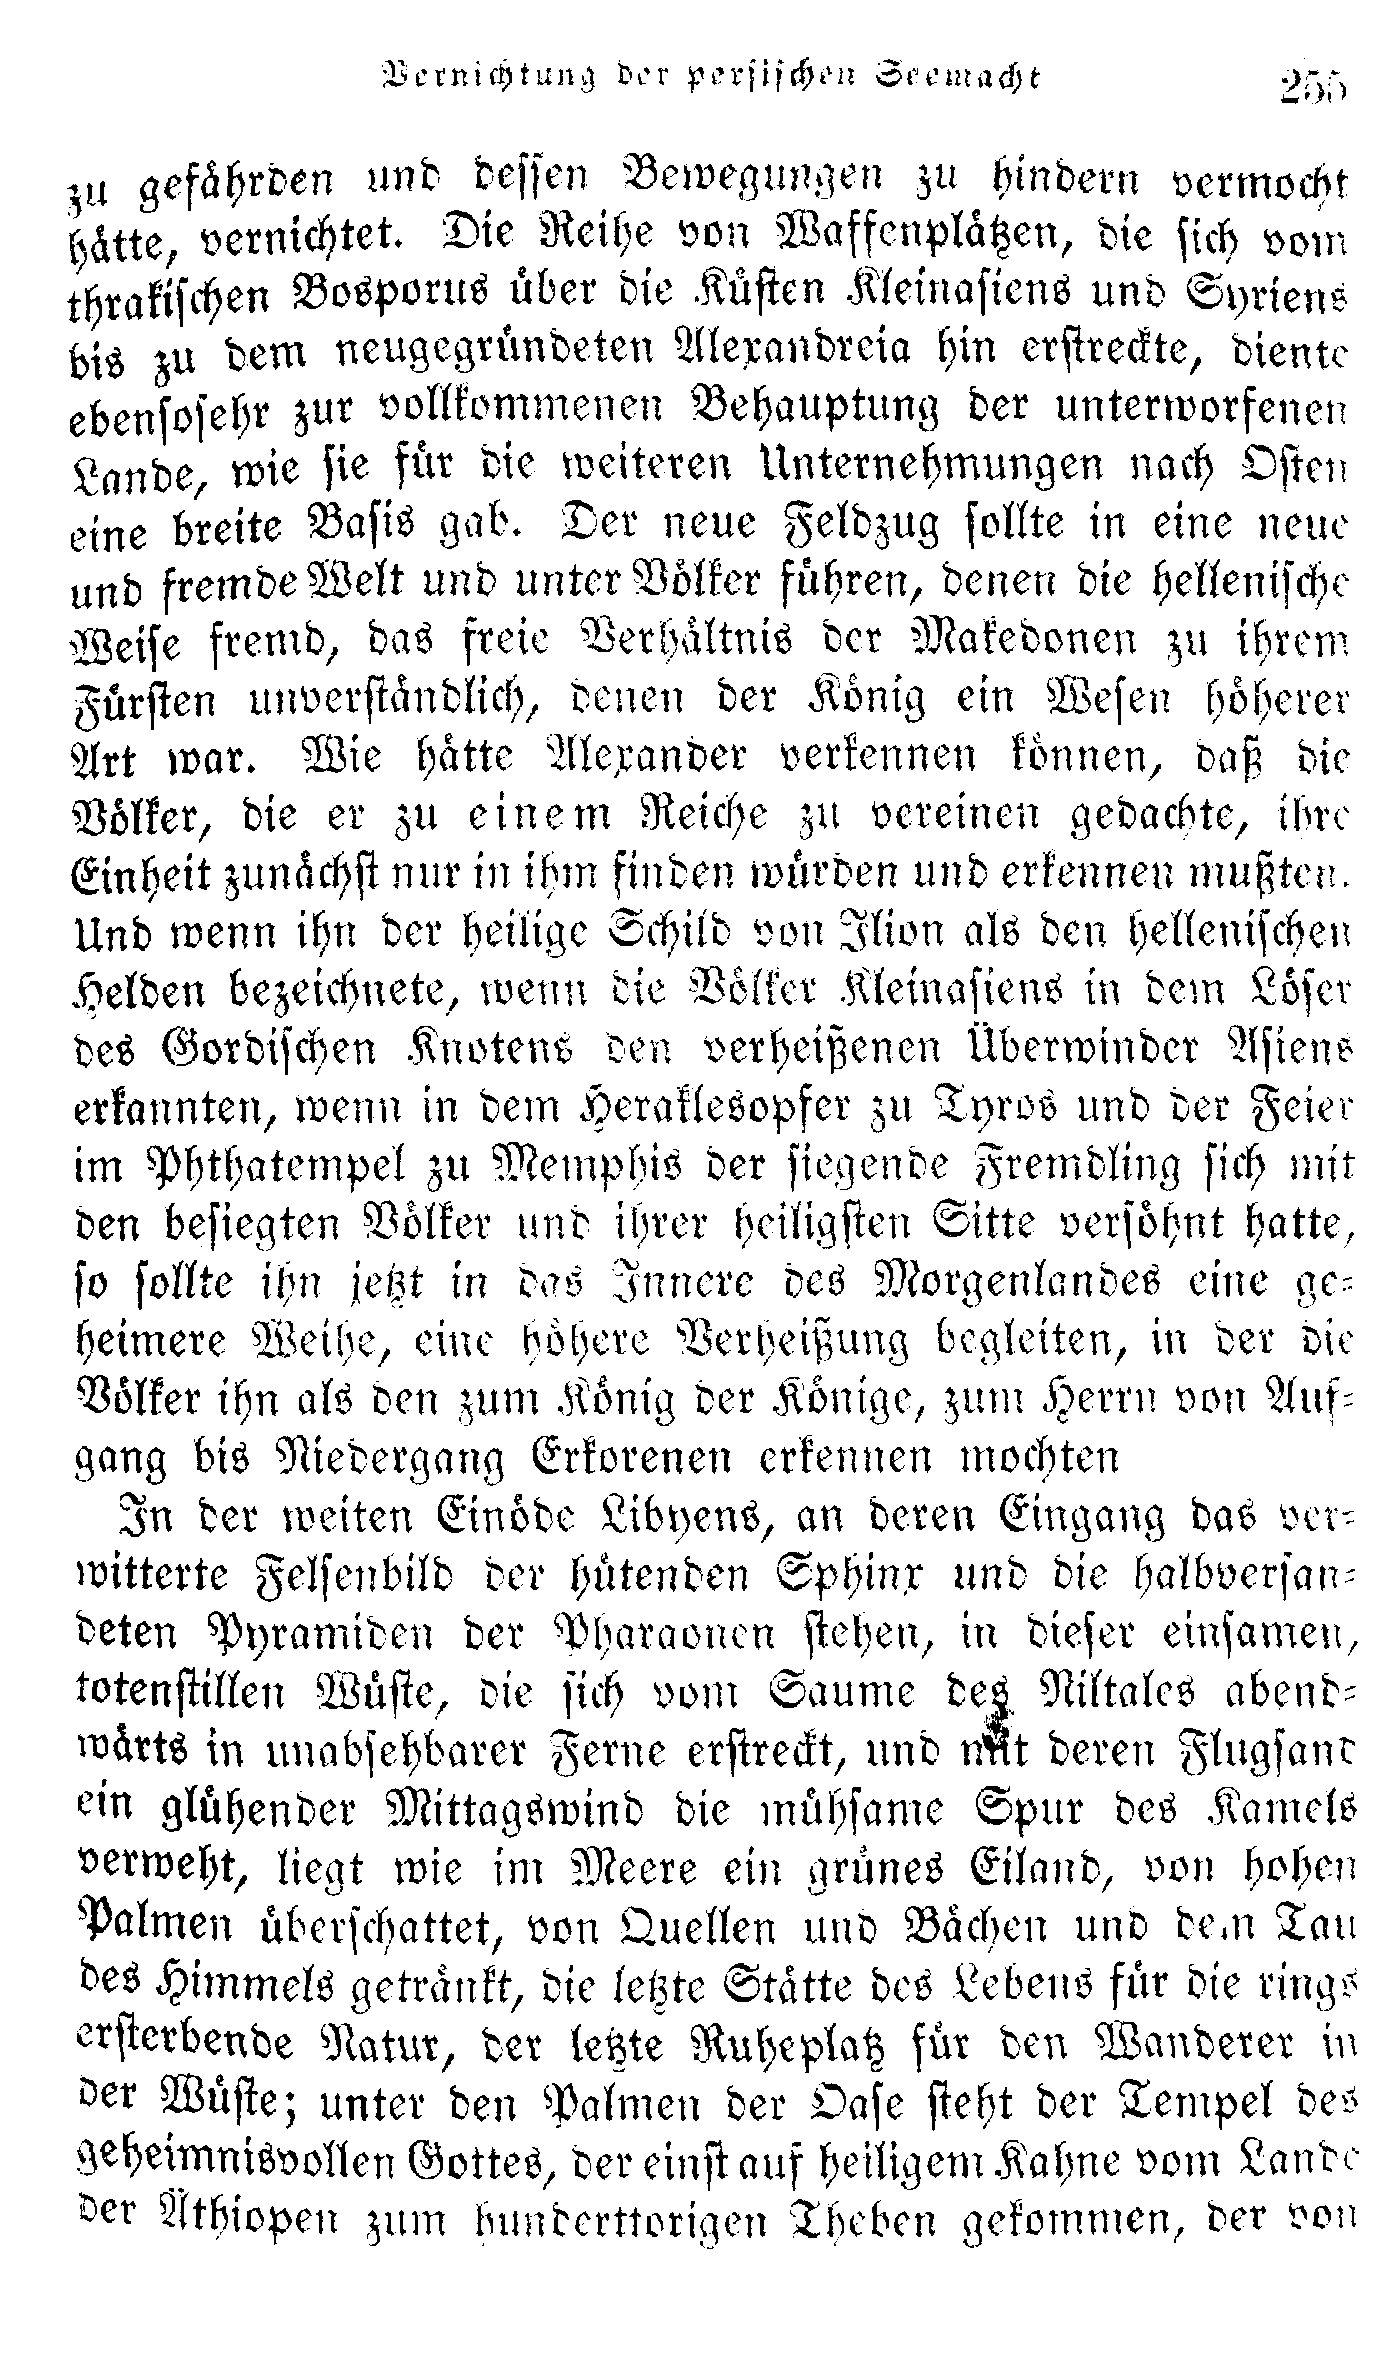 Vernichtung der persischen Seemacht 255
zu gefährden und dessen Bewegungen zu hindern vermocht
hätte, vernichtet. Die Reihe von Waffenplätzen, die sich vom
thrakischen Bosporus über die Küsten Kleinasiens und Syriens
bis zu dem neugegründeten Alexandreia hin erstreckte, diente
ebensosehr zur vollkommenen Behauptung der unterworfenen
Lande, wie sie für die weiteren Unternehmungen nach Osten
eine breite Basis gab. Der neue Feldzug sollte in eine neue
und fremde Welt und unter Völker führen, denen die hellenische
Weise fremd, das freie Verhältnis der Makedonen zu ihrem
Fürsten unverständlich, denen der König ein Wesen höherer
Art war. Wie hätte Alexander verkennen können, daß die
Völker, die er zu einem Reiche zu vereinen gedachte, ihre
Einheit zunächst nur in ihm finden würden und erkennen mußten.
Und wenn ihn der heilige Schild von Ilion als den hellenischen
Helden bezeichnete, wenn die Völker Kleinasiens in dem Löser
des Gordischen Knotens den verheißenen Überwinder Asiens
erkannten, wenn in dem Heraklesopfer zu Tyros und der Feier
im Phthatempel zu Memphis der siegende Fremdling sich mit
den besiegten Völker und ihrer heiligsten Sitte versöhnt hatte,
so sollte ihn jetzt in das Innere des Morgenlandes eine ge-
heimere Weihe, eine höhere Verheißung begleiten, in der die
Völker ihn als den zum König der Könige, zum Herrn von Auf-
gang bis Niedergang Erkorenen erkennen mochten
In der weiten Einöde Libyens, an deren Eingang das ver-
witterte Felsenbild der hütenden Sphinx und die halbversan-
deten Pyramiden der Pharaonen stehen, in dieser einsamen,
totenstillen Wüste, die sich vom Saume des Niltales abend-
wärts in unabsehbarer Ferne erstreckt, und mit deren Flugsand
ein glühender Mittagswind die mühsame Spur des Kamels
verweht, liegt wie im Meere ein grünes Eiland, von hohen
Palmen überschattet, von Quellen und Bächen und dem Tau
des Himmels getränkt, die letzte Stätte des Lebens für die rings
ersterbende Natur, der letzte Ruheplatz für den Wanderer in
der Wüste; unter den Palmen der Oase steht der Tempel des
geheimnisvollen Gottes, der einst auf heiligem Kahne vom Lande
der Äthiopen zum hunderttorigen Theben gekommen, der von